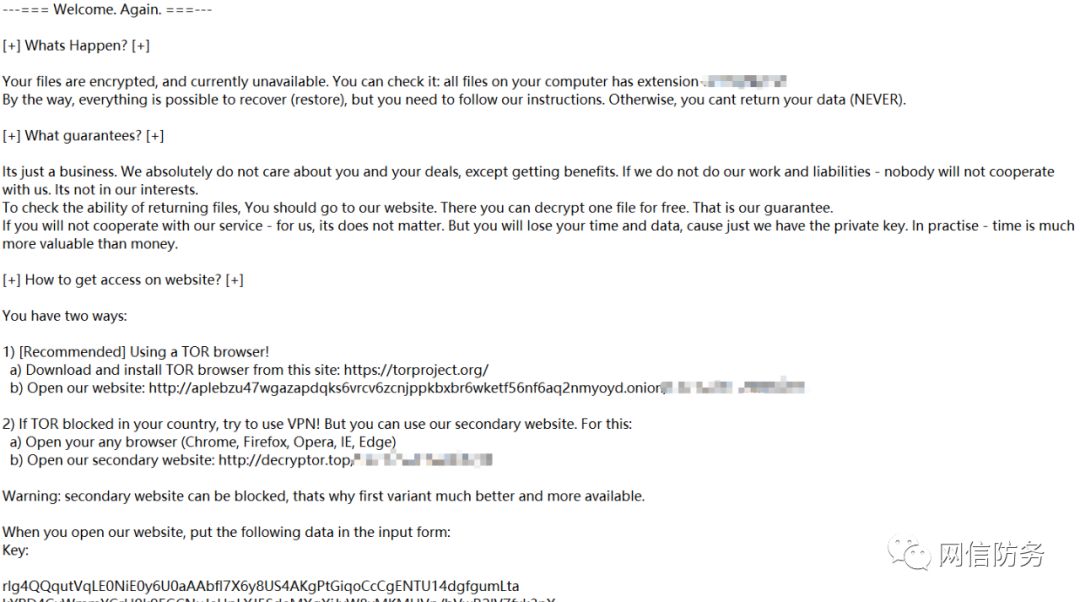 ---=== Welcome. Again. ===---
[+] Whats Happen? [+]
Your files are encrypted, and currently unavailable. You can check it: all files on your computer has extension
By the way, everything is possible to recover (restore), but you need to follow our instructions. Otherwise, you cant return your data (NEVER).
[+] What guarantees? [+]
Its just a business. We absolutely do not care about you and your deals, except getting benefits. If we do not do our work and liabilities - nobody will not cooperate
with us. Its not in our interests.
To check the ability of returning files, You should go to our website. There you can decrypt one file for free. That is our guarantee.
If you will not cooperate with our service - for us, its does not matter. But you will lose your time and data, cause just we have the private key. In practise - time is much
more valuable than money.
[+] How to get access on website? [+]
You have two ways:
1) [Recommended] Using a TOR browser!
a) Download and install TOR browser from this site: https://torproject.org/
b) Open our website: http://aplebzu47wgazapdqks6vrcv6zcnjppkbxbr6wketf56nf6aq2nmyoyd.onion
2) If TOR blocked in your country, try to use VPN! But you can use our secondary website. For this:
a) Open your any browser (Chrome, Firefox, Opera, IE, Edge)
b) Open our secondary website: http://decryptor.top
Warning: secondary website can be blocked, thats why first variant much better and more available.
When you open our website, put the following data in the input form:
Key:
rlg4QQqutVqLE0NiE0y6U0aAAbfl7X6y8US4AKgPtGiqoCcCgENTU14dgfgumLta
网信防务